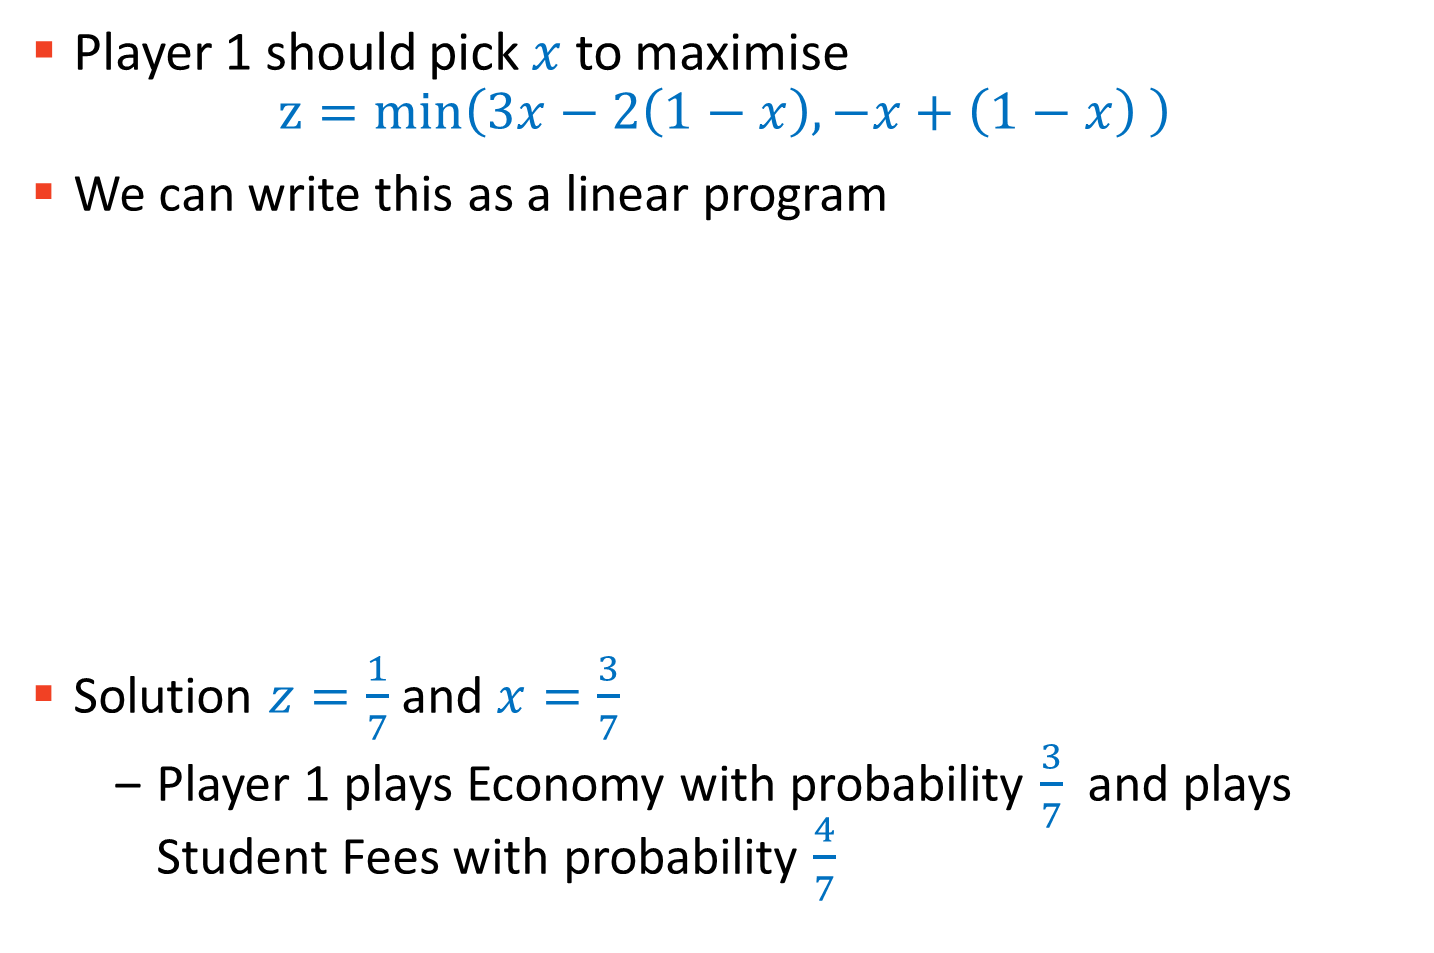 ▪ Player 1 should pick x to maximise
z = min(3x − 2(1 − x), −x + (1 − x) )
▪ We can write this as a linear program
▪ Solution z = 1/7 and x = 3/7
– Player 1 plays Economy with probability 3/7 and plays
Student Fees with probability 4/7